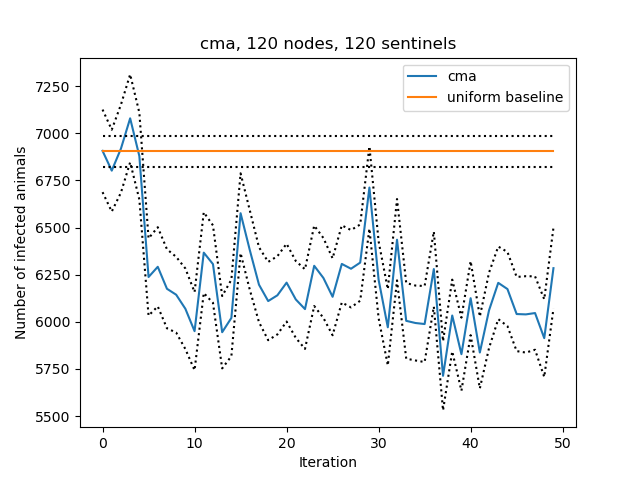 cma, 120 nodes, 120 sentinels
cma
uniform baseline
Number of infected animals
7250
7000
6750
6500
6250
6000
5750
5500
0 10 20 30 40 50
Iteration